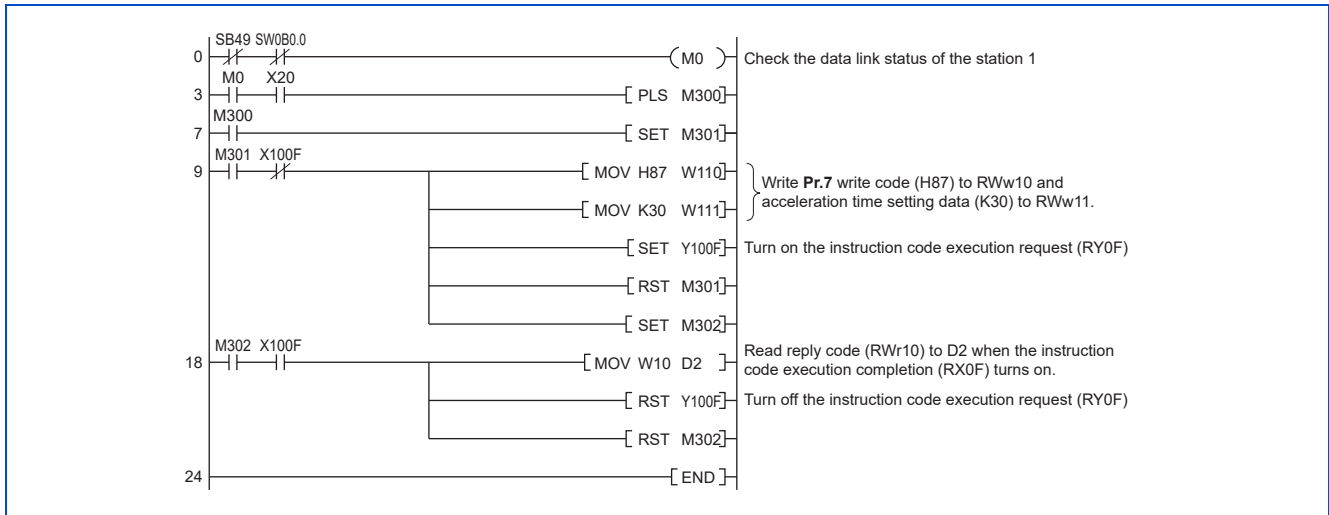 SB49 SW0B0.0
0 M0 Check the data link status of the station 1
M0 X20
3 PLS M300
M300
7 SET M301
M301 X100F
9 MOV H87 W110
Write Pr.7 write code (H87) to RWw10 and
acceleration time setting data (K30) to RWw11.
MOV K30 W111
SET Y100F Turn on the instruction code execution request (RY0F)
RST M301
SET M302
M302 X100F
18 MOV W10 D2
Read reply code (RWr10) to D2 when the instruction
code execution completion (RX0F) turns on.
RST Y100F Turn off the instruction code execution request (RY0F)
RST M302
24 END